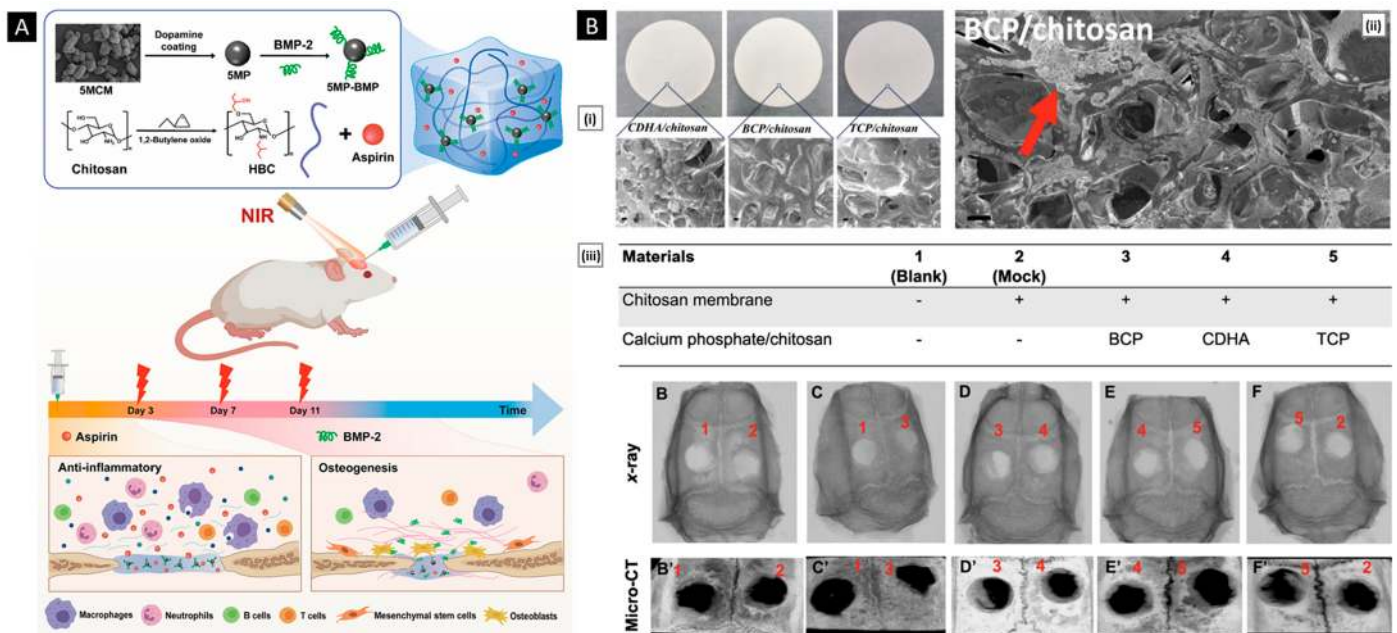 A
Dopamine
coating
BMP-2
5MCM
5MP
5MP-BMP
1,2-Butylene oxide
Chitosan
HBC
+
Aspirin
NIR
Day 3
Day 7
Day 11
Time
Aspirin
BMP-2
Anti-inflammatory
Osteogenesis
Macrophages
Neutrophils
B cells
T cells
Mesenchymal stem cells
Osteoblasts
B
(i)
CDHA/chitosan
BCP/chitosan
TCP/chitosan
BCP/chitosan
(ii)
(iii)
Materials 1 2 3 4 5
(Blank) (Mock)
Chitosan membrane - + + + +
Calcium phosphate/chitosan - - BCP CDHA TCP
x-ray
B 1 2
C 1 3
D 3 4
E 4 5
F 5 2
Micro-CT
B' 1 2
C' 1 3
D' 3 4
E' 4 5
F' 5 2